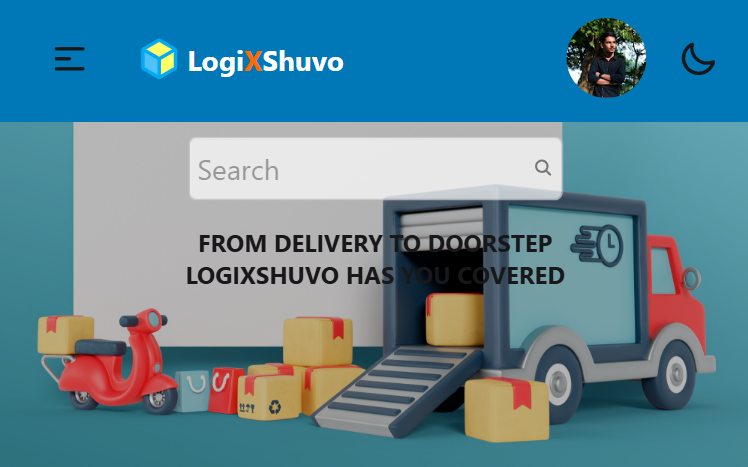 LogiXShuvo
Search
FROM DELIVERY TO DOORSTEP
LOGIXSHUVO HAS YOU COVERED